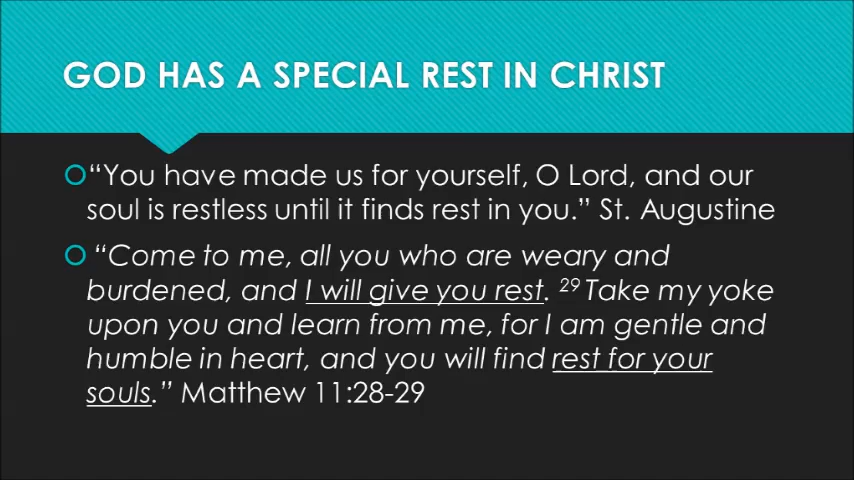 GOD HAS A SPECIAL REST IN CHRIST
“You have made us for yourself, O Lord, and our
soul is restless until it finds rest in you.” St. Augustine
“Come to me, all you who are weary and
burdened, and I will give you rest. 29 Take my yoke
upon you and learn from me, for I am gentle and
humble in heart, and you will find rest for your
souls.” Matthew 11:28-29